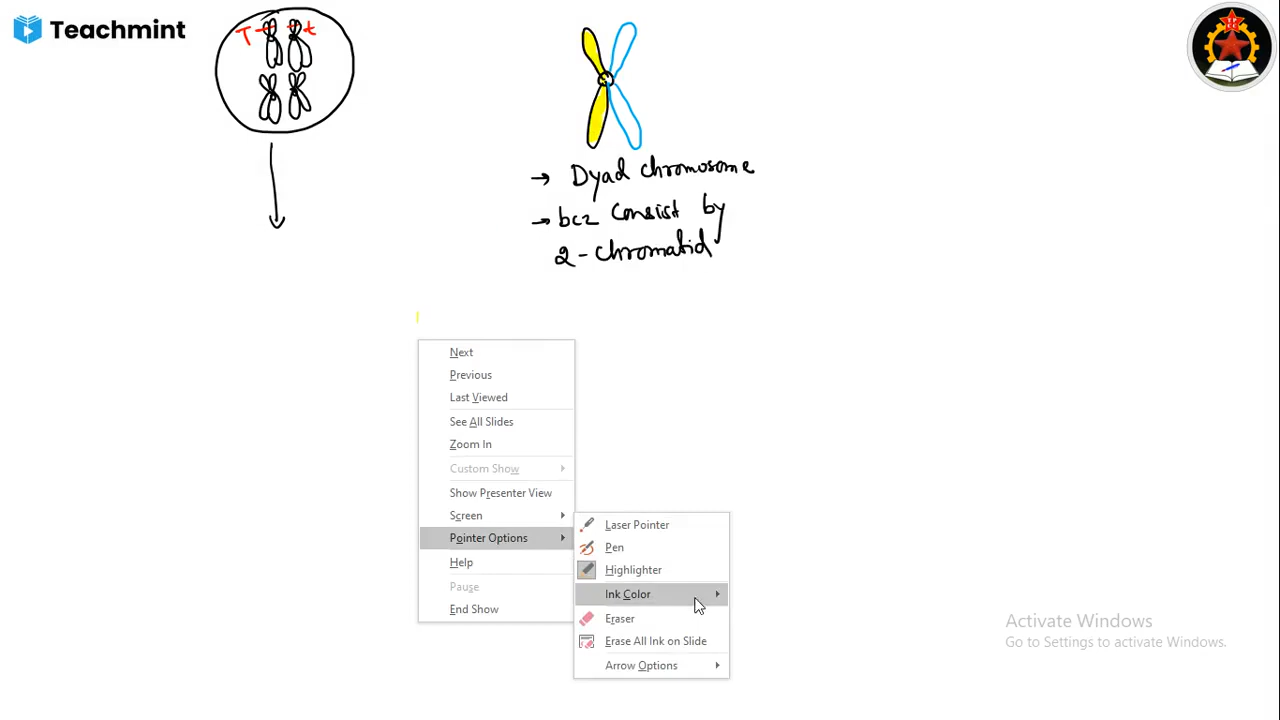 Teachmint
T t
→ Dyad chromosome
→ bcz consist by
2 - chromatid
Next
Previous
Last Viewed
See All Slides
Zoom In
Custom Show
Show Presenter View
Screen
Pointer Options
Help
Pause
End Show
Laser Pointer
Pen
Highlighter
Ink Color
Eraser
Erase All Ink on Slide
Arrow Options
Activate Windows
Go to Settings to activate Windows.